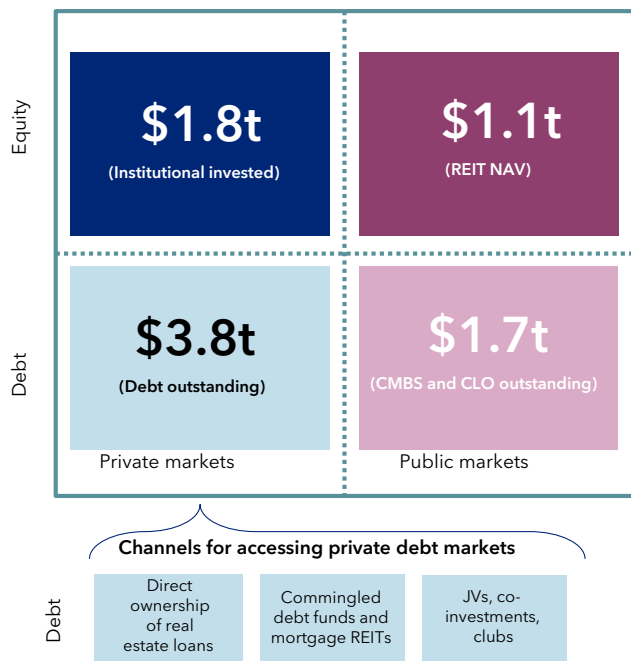 Equity
$1.8t
(Institutional invested)
$1.1t
(REIT NAV)
Debt
$3.8t
(Debt outstanding)
$1.7t
(CMBS and CLO outstanding)
Private markets
Public markets
Channels for accessing private debt markets
Debt
Direct
ownership
of real
estate loans
Commingled
debt funds and
mortgage REITs
JVs, co-
investments,
clubs